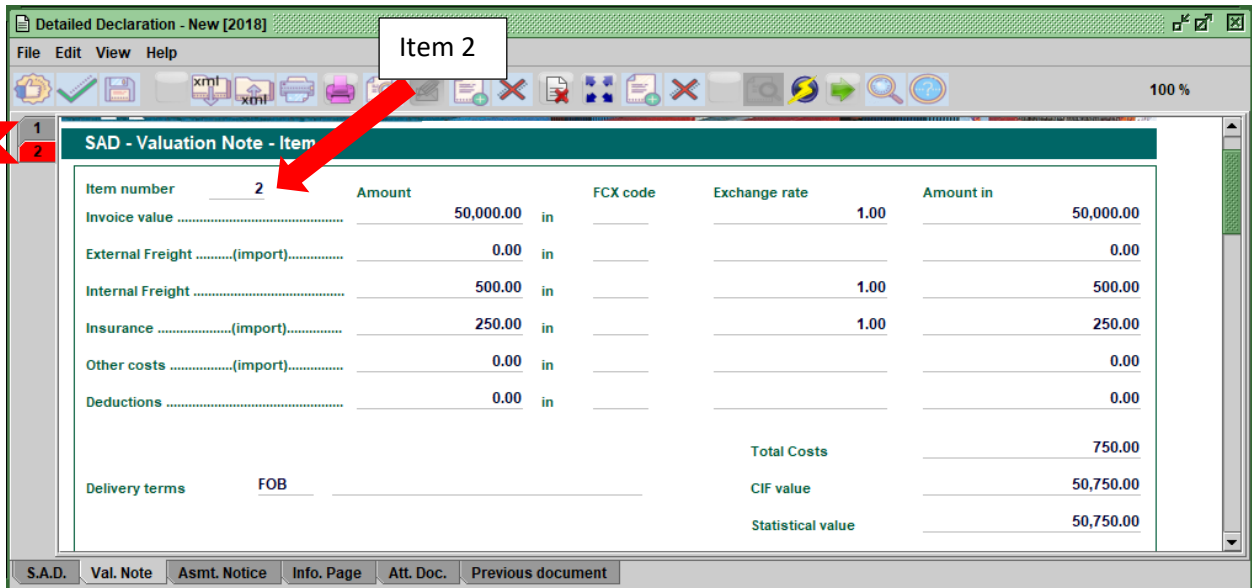 Detailed Declaration - New [2018]
Item 2
File Edit View Help
xml xml 100 %
1
2
SAD - Valuation Note - Item
Item number 2 Amount FCX code Exchange rate Amount in
Invoice value .............................................. 50,000.00 in 1.00 50,000.00
External Freight ..........(import)............... 0.00 in 0.00
Internal Freight .......................................... 500.00 in 1.00 500.00
Insurance ....................(import)............... 250.00 in 1.00 250.00
Other costs .................(import)............... 0.00 in 0.00
Deductions ................................................. 0.00 in 0.00
Total Costs 750.00
Delivery terms FOB CIF value 50,750.00
Statistical value 50,750.00
S.A.D. Val. Note Asmt. Notice Info. Page Att. Doc. Previous document